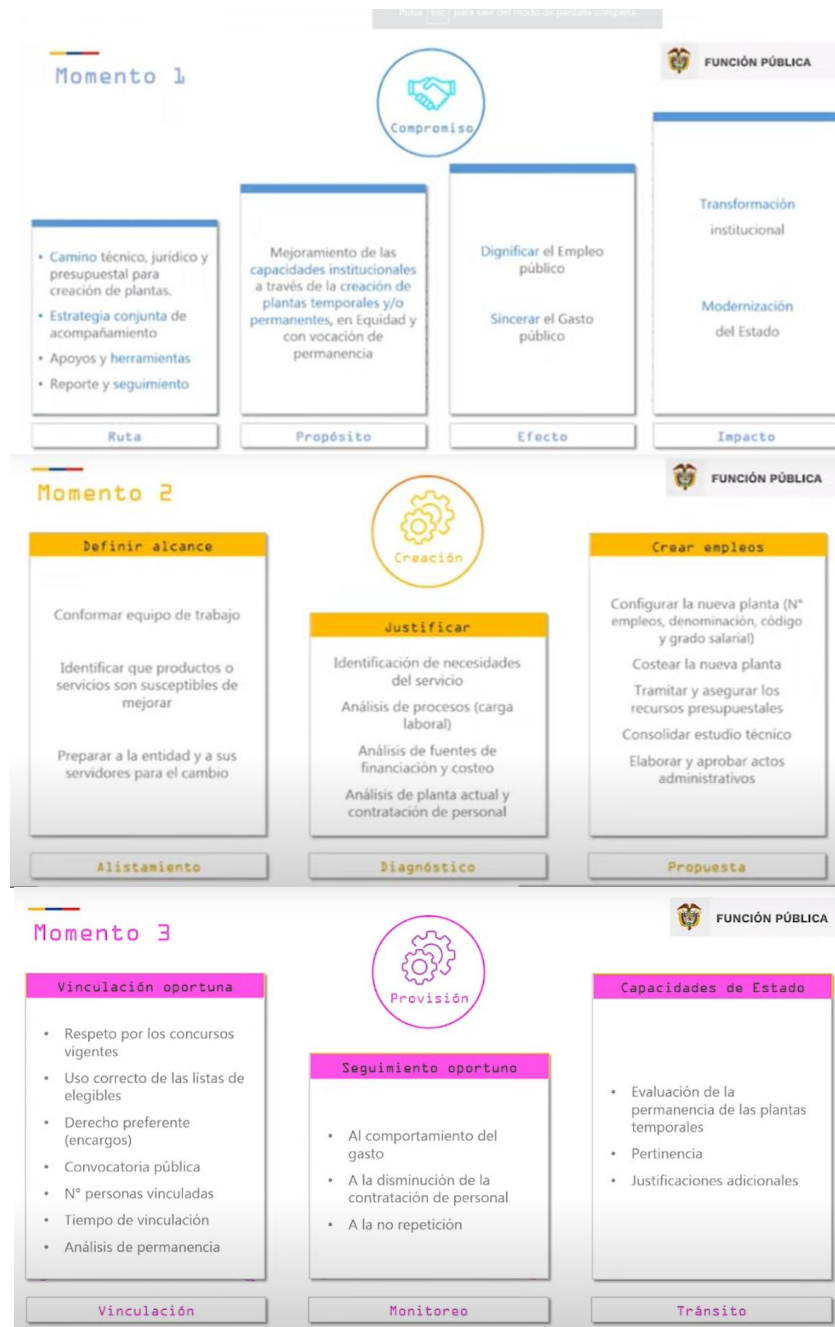 Pulsa Esc para salir del modo de pantalla completa
Momento 1
Compromiso
FUNCIÓN PÚBLICA
• Camino técnico, jurídico y
presupuestal para
creación de plantas.
• Estrategia conjunta de
acompañamiento
• Apoyos y herramientas
• Reporte y seguimiento
Ruta
Mejoramiento de las
capacidades institucionales
a través de la creación de
plantas temporales y/o
permanentes, en Equidad y
con vocación de
permanencia
Propósito
Dignificar el Empleo
público
Sincerar el Gasto
público
Efecto
Transformación
institucional
Modernización
del Estado
Impacto
Momento 2
Creación
FUNCIÓN PÚBLICA
Definir alcance
Conformar equipo de trabajo
Identificar que productos o
servicios son susceptibles de
mejorar
Preparar a la entidad y a sus
servidores para el cambio
Alistamiento
Justificar
Identificación de necesidades
del servicio
Análisis de procesos (carga
laboral)
Análisis de fuentes de
financiación y costeo
Análisis de planta actual y
contratación de personal
Diagnóstico
Crear empleos
Configurar la nueva planta (N°
empleos, denominación, código
y grado salarial)
Costear la nueva planta
Tramitar y asegurar los
recursos presupuestales
Consolidar estudio técnico
Elaborar y aprobar actos
administrativos
Propuesta
Momento 3
Provisión
FUNCIÓN PÚBLICA
Vinculación oportuna
• Respeto por los concursos
vigentes
• Uso correcto de las listas de
elegibles
• Derecho preferente
(encargos)
• Convocatoria pública
• N° personas vinculadas
• Tiempo de vinculación
• Análisis de permanencia
Vinculación
Seguimiento oportuno
• Al comportamiento del
gasto
• A la disminución de la
contratación de personal
• A la no repetición
Monitoreo
Capacidades de Estado
• Evaluación de la
permanencia de las plantas
temporales
• Pertinencia
• Justificaciones adicionales
Tránsito